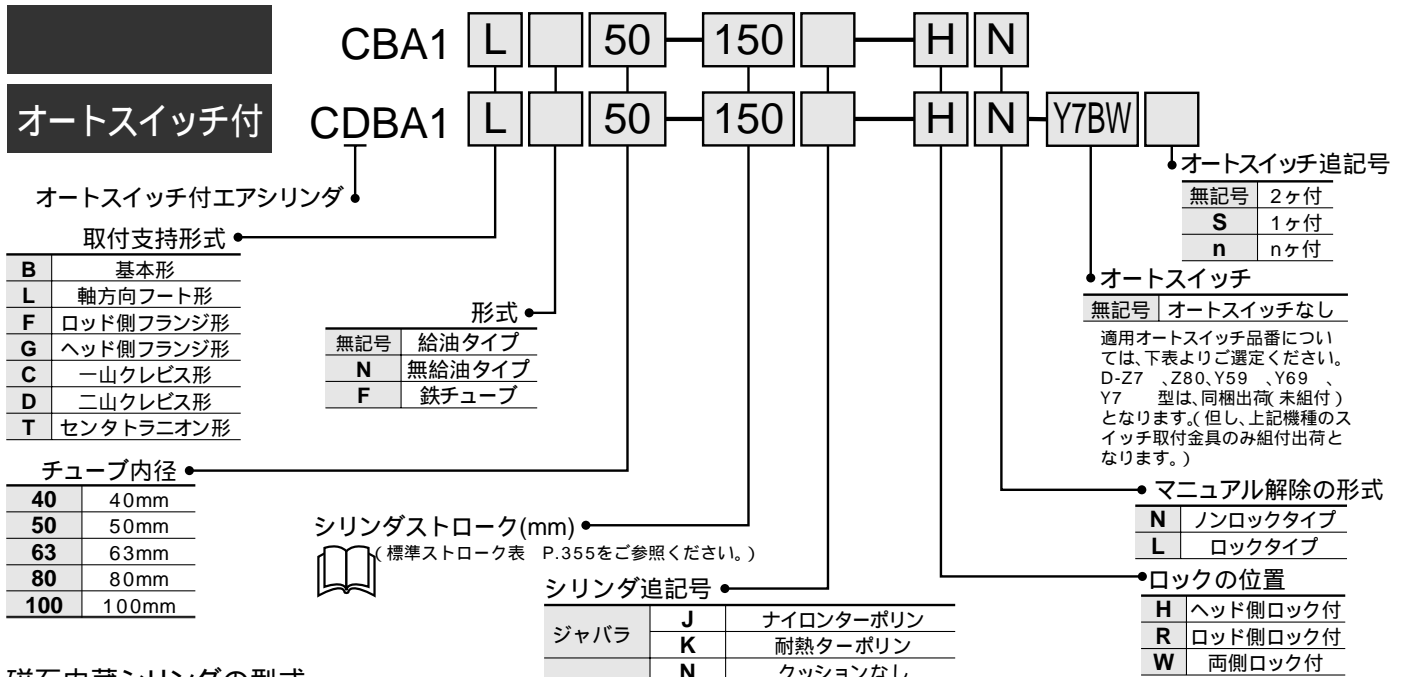 CBA1 L 50 150 H N
オートスイッチ付 CDBA1 L 50 150 H N Y7BW
オートスイッチ付エアシリンダ
取付支持形式
B 基本形
L 軸方向フート形
F ロッド側フランジ形
G ヘッド側フランジ形
C 一山クレビス形
D 二山クレビス形
T センタトラニオン形
形式
無記号 給油タイプ
N 無給油タイプ
F 鉄チューブ
チューブ内径
40 40mm
50 50mm
63 63mm
80 80mm
100 100mm
シリンダストローク(mm)
(標準ストローク表 P.355をご参照ください。)
シリンダ追記号
ジャバラ J ナイロンターポリン
K 耐熱ターポリン
N クッションなし
オートスイッチ追記号
無記号 2ヶ付
S 1ヶ付
n nヶ付
オートスイッチ
無記号 オートスイッチなし
適用オートスイッチ品番につい
ては、下表よりご選定ください。
D-Z7 、Z80、Y59 、Y69 、
Y7 型は、同梱出荷(未組付)
となります。(但し、上記機種のス
イッチ取付金具のみ組付出荷と
なります。)
マニュアル解除の形式
N ノンロックタイプ
L ロックタイプ
ロックの位置
H ヘッド側ロック付
R ロッド側ロック付
W 両側ロック付
磁石内蔵シリンダの型式